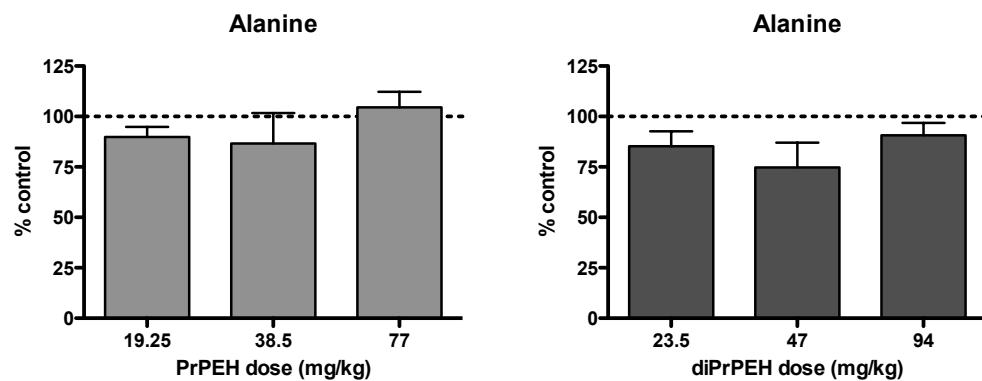 Alanine
125
100
75
50
25
0
% control
19.25 38.5 77
PrPEH dose (mg/kg)
Alanine
125
100
75
50
25
0
% control
23.5 47 94
diPrPEH dose (mg/kg)